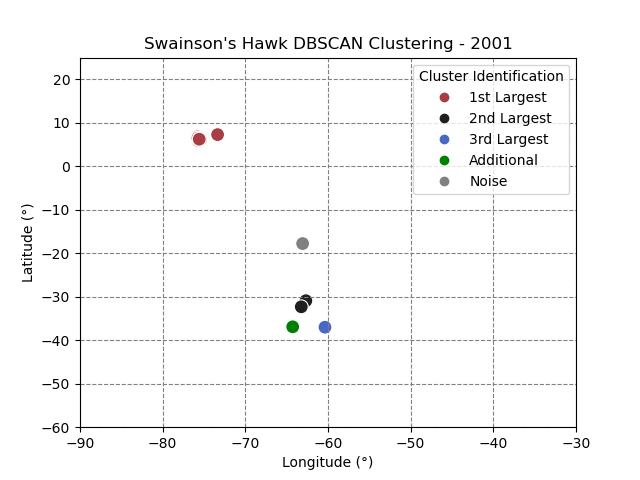 Swainson's Hawk DBSCAN Clustering - 2001
Cluster Identification
1st Largest
2nd Largest
3rd Largest
Additional
Noise
20
10
0
−10
−20
−30
−40
−50
−60
Latitude (°)
−90 −80 −70 −60 −50 −40 −30
Longitude (°)